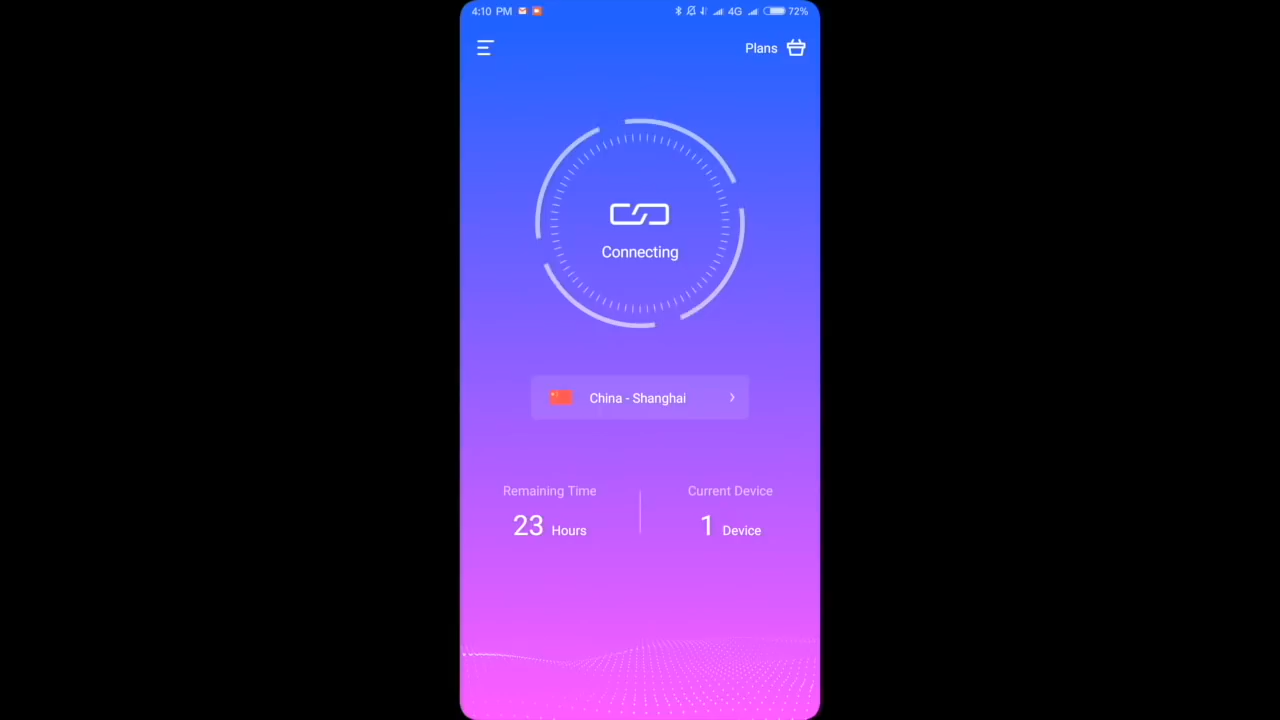 4:10 PM 4G 72%
Plans
Connecting
China - Shanghai
Remaining Time Current Device
23 Hours 1 Device